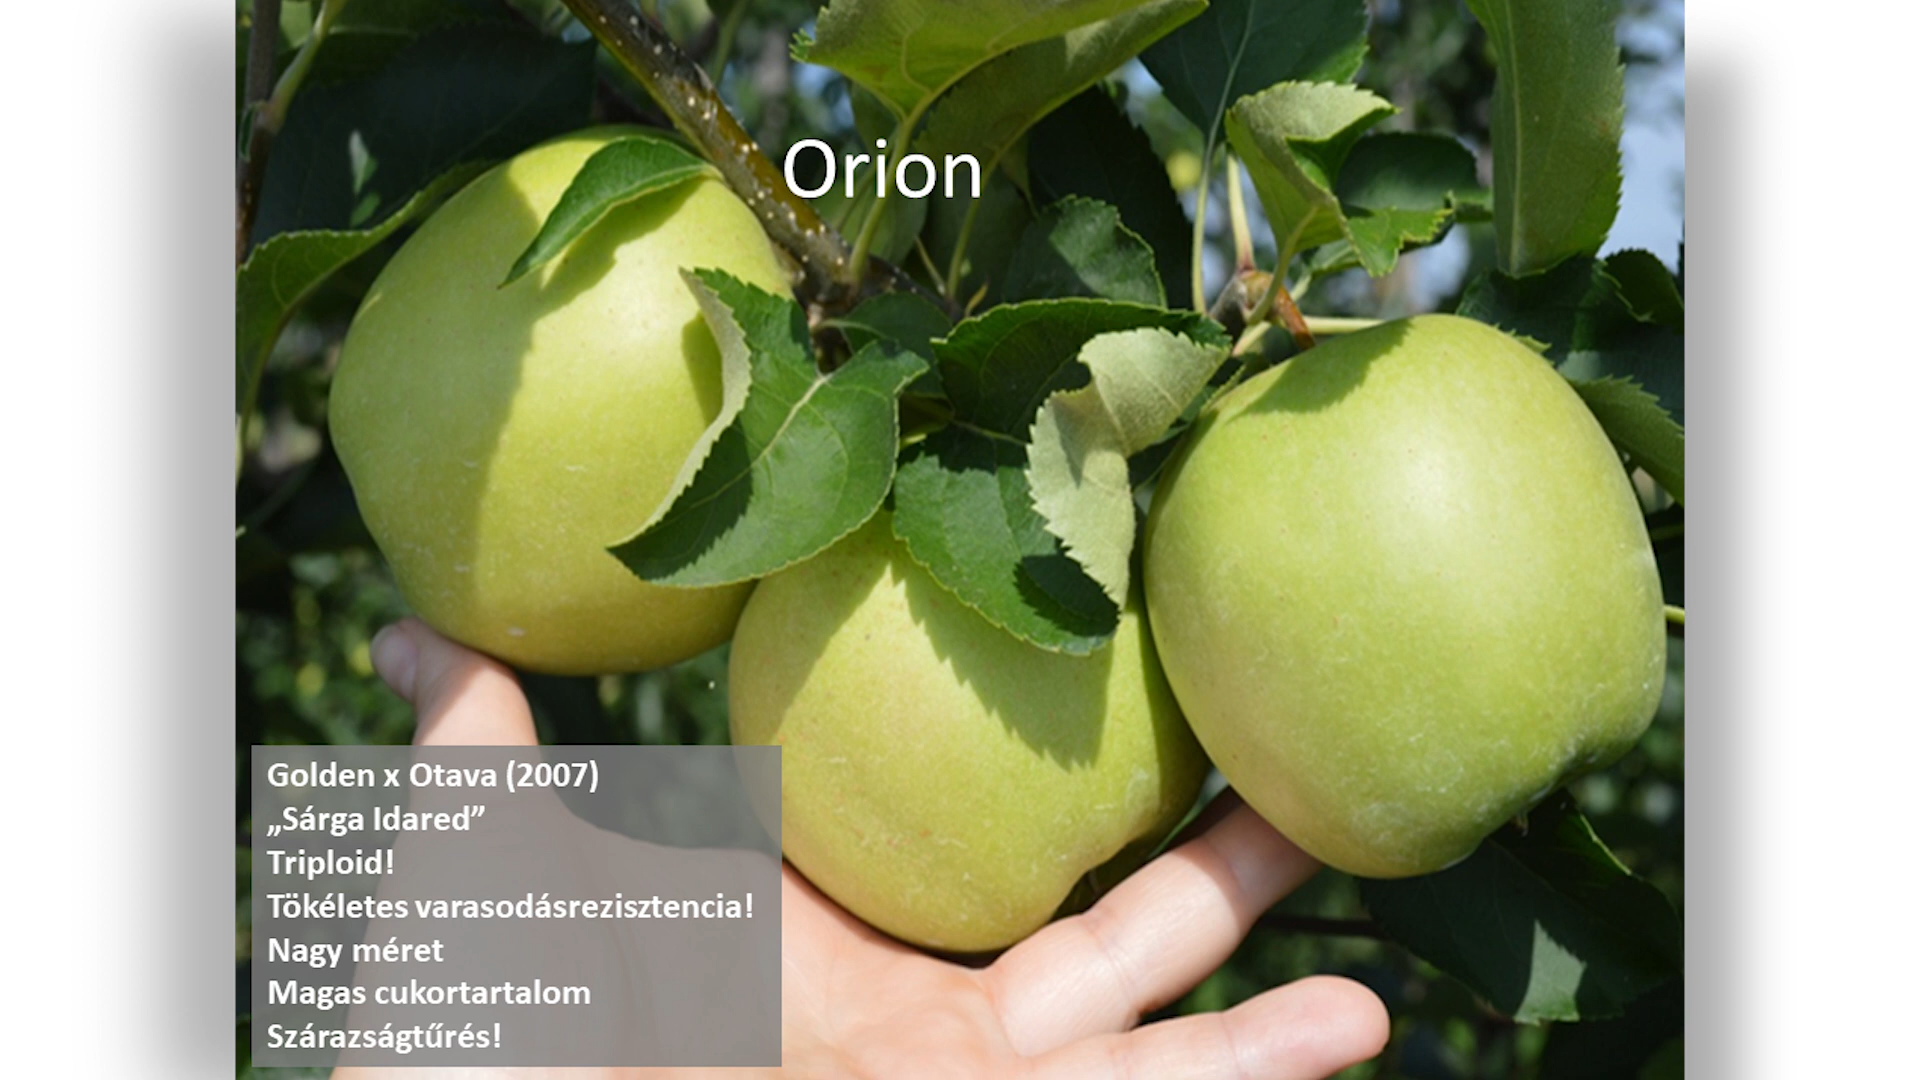 Orion
Golden x Otava (2007)
„Sárga Idared”
Triploid!
Tökéletes varasodásrezisztencia!
Nagy méret
Magas cukortartalom
Szárazságtűrés!